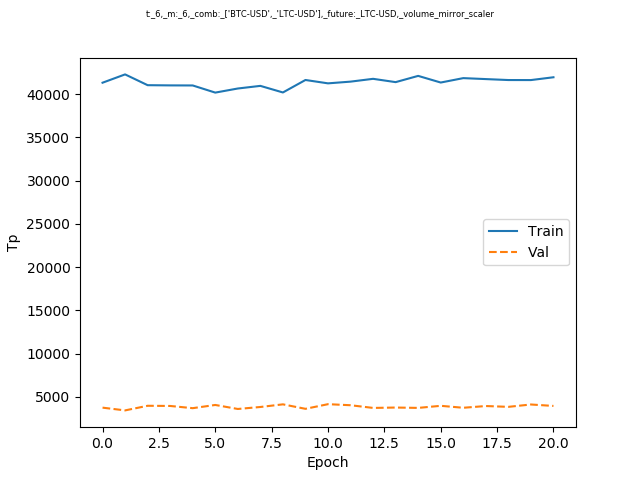 t:_6,_m:_6,_comb:_['BTC-USD',_'LTC-USD'],_future:_LTC-USD,_volume_mirror_scaler
40000
35000
30000
25000
20000
15000
10000
5000
Tp
Train
Val
0.0 2.5 5.0 7.5 10.0 12.5 15.0 17.5 20.0
Epoch